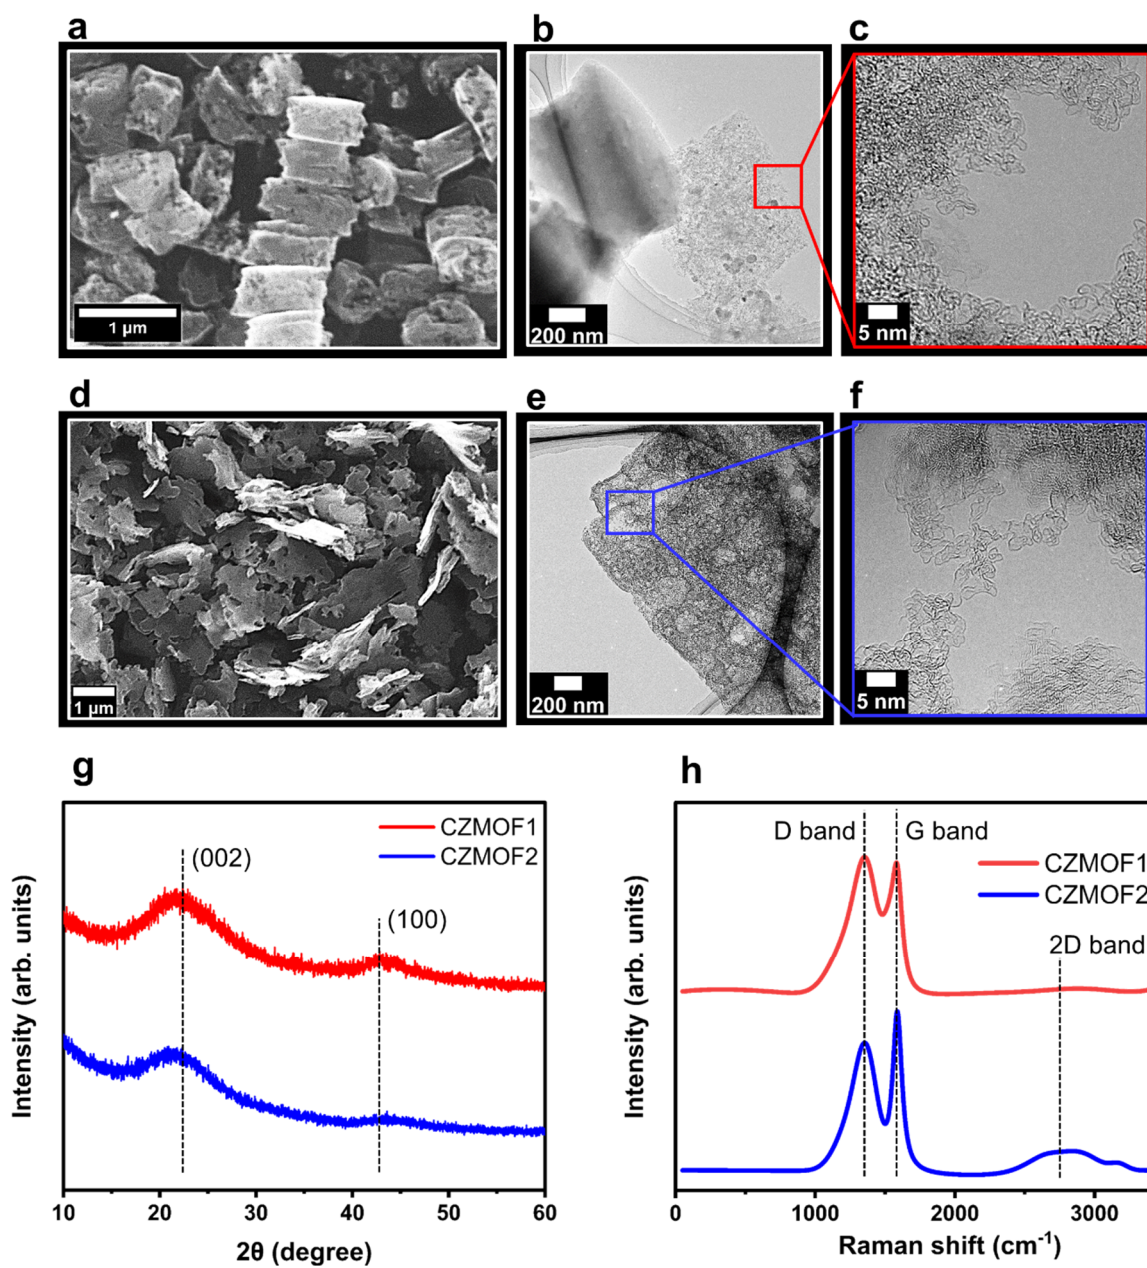 a
b
c
1 µm
200 nm
5 nm
d
e
f
1 µm
200 nm
5 nm
g
h
CZMOF1
CZMOF2
(002)
(100)
Intensity (arb. units)
10 20 30 40 50 60
2θ (degree)
D band
G band
CZMOF1
CZMOF2
2D band
Intensity (arb. units)
0 1000 2000 3000
Raman shift (cm⁻¹)